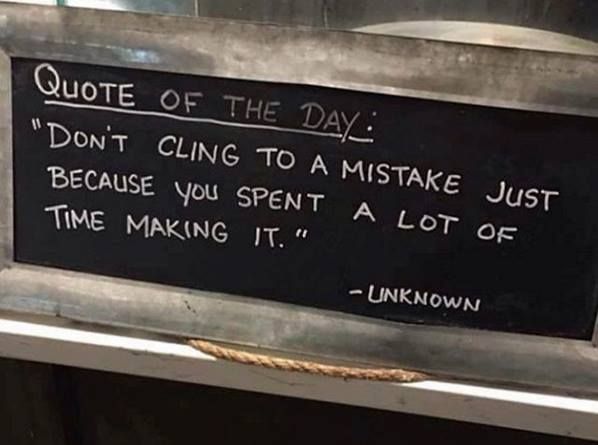 QUOTE OF THE DAY:
"DON'T CLING TO A MISTAKE JUST
BECAUSE YOU SPENT A LOT OF
TIME MAKING IT."
- UNKNOWN